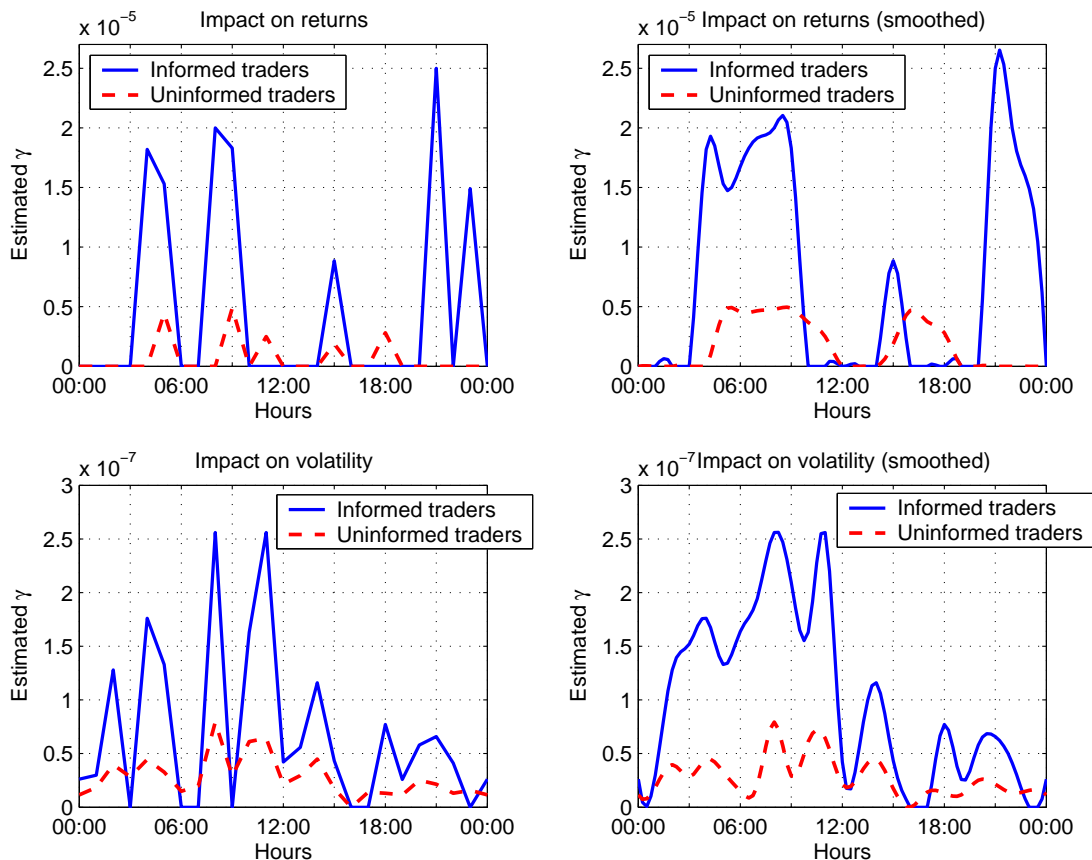 Impact on returns
x 10⁻⁵
2.5
2
1.5
1
0.5
0
Estimated γ
Informed traders
Uninformed traders
00:00 06:00 12:00 18:00 00:00
Hours
Impact on returns (smoothed)
x 10⁻⁵
2.5
2
1.5
1
0.5
0
Estimated γ
Informed traders
Uninformed traders
00:00 06:00 12:00 18:00 00:00
Hours
Impact on volatility
x 10⁻⁷
3
2.5
2
1.5
1
0.5
0
Estimated γ
Informed traders
Uninformed traders
00:00 06:00 12:00 18:00 00:00
Hours
Impact on volatility (smoothed)
x 10⁻⁷
3
2.5
2
1.5
1
0.5
0
Estimated γ
Informed traders
Uninformed traders
00:00 06:00 12:00 18:00 00:00
Hours